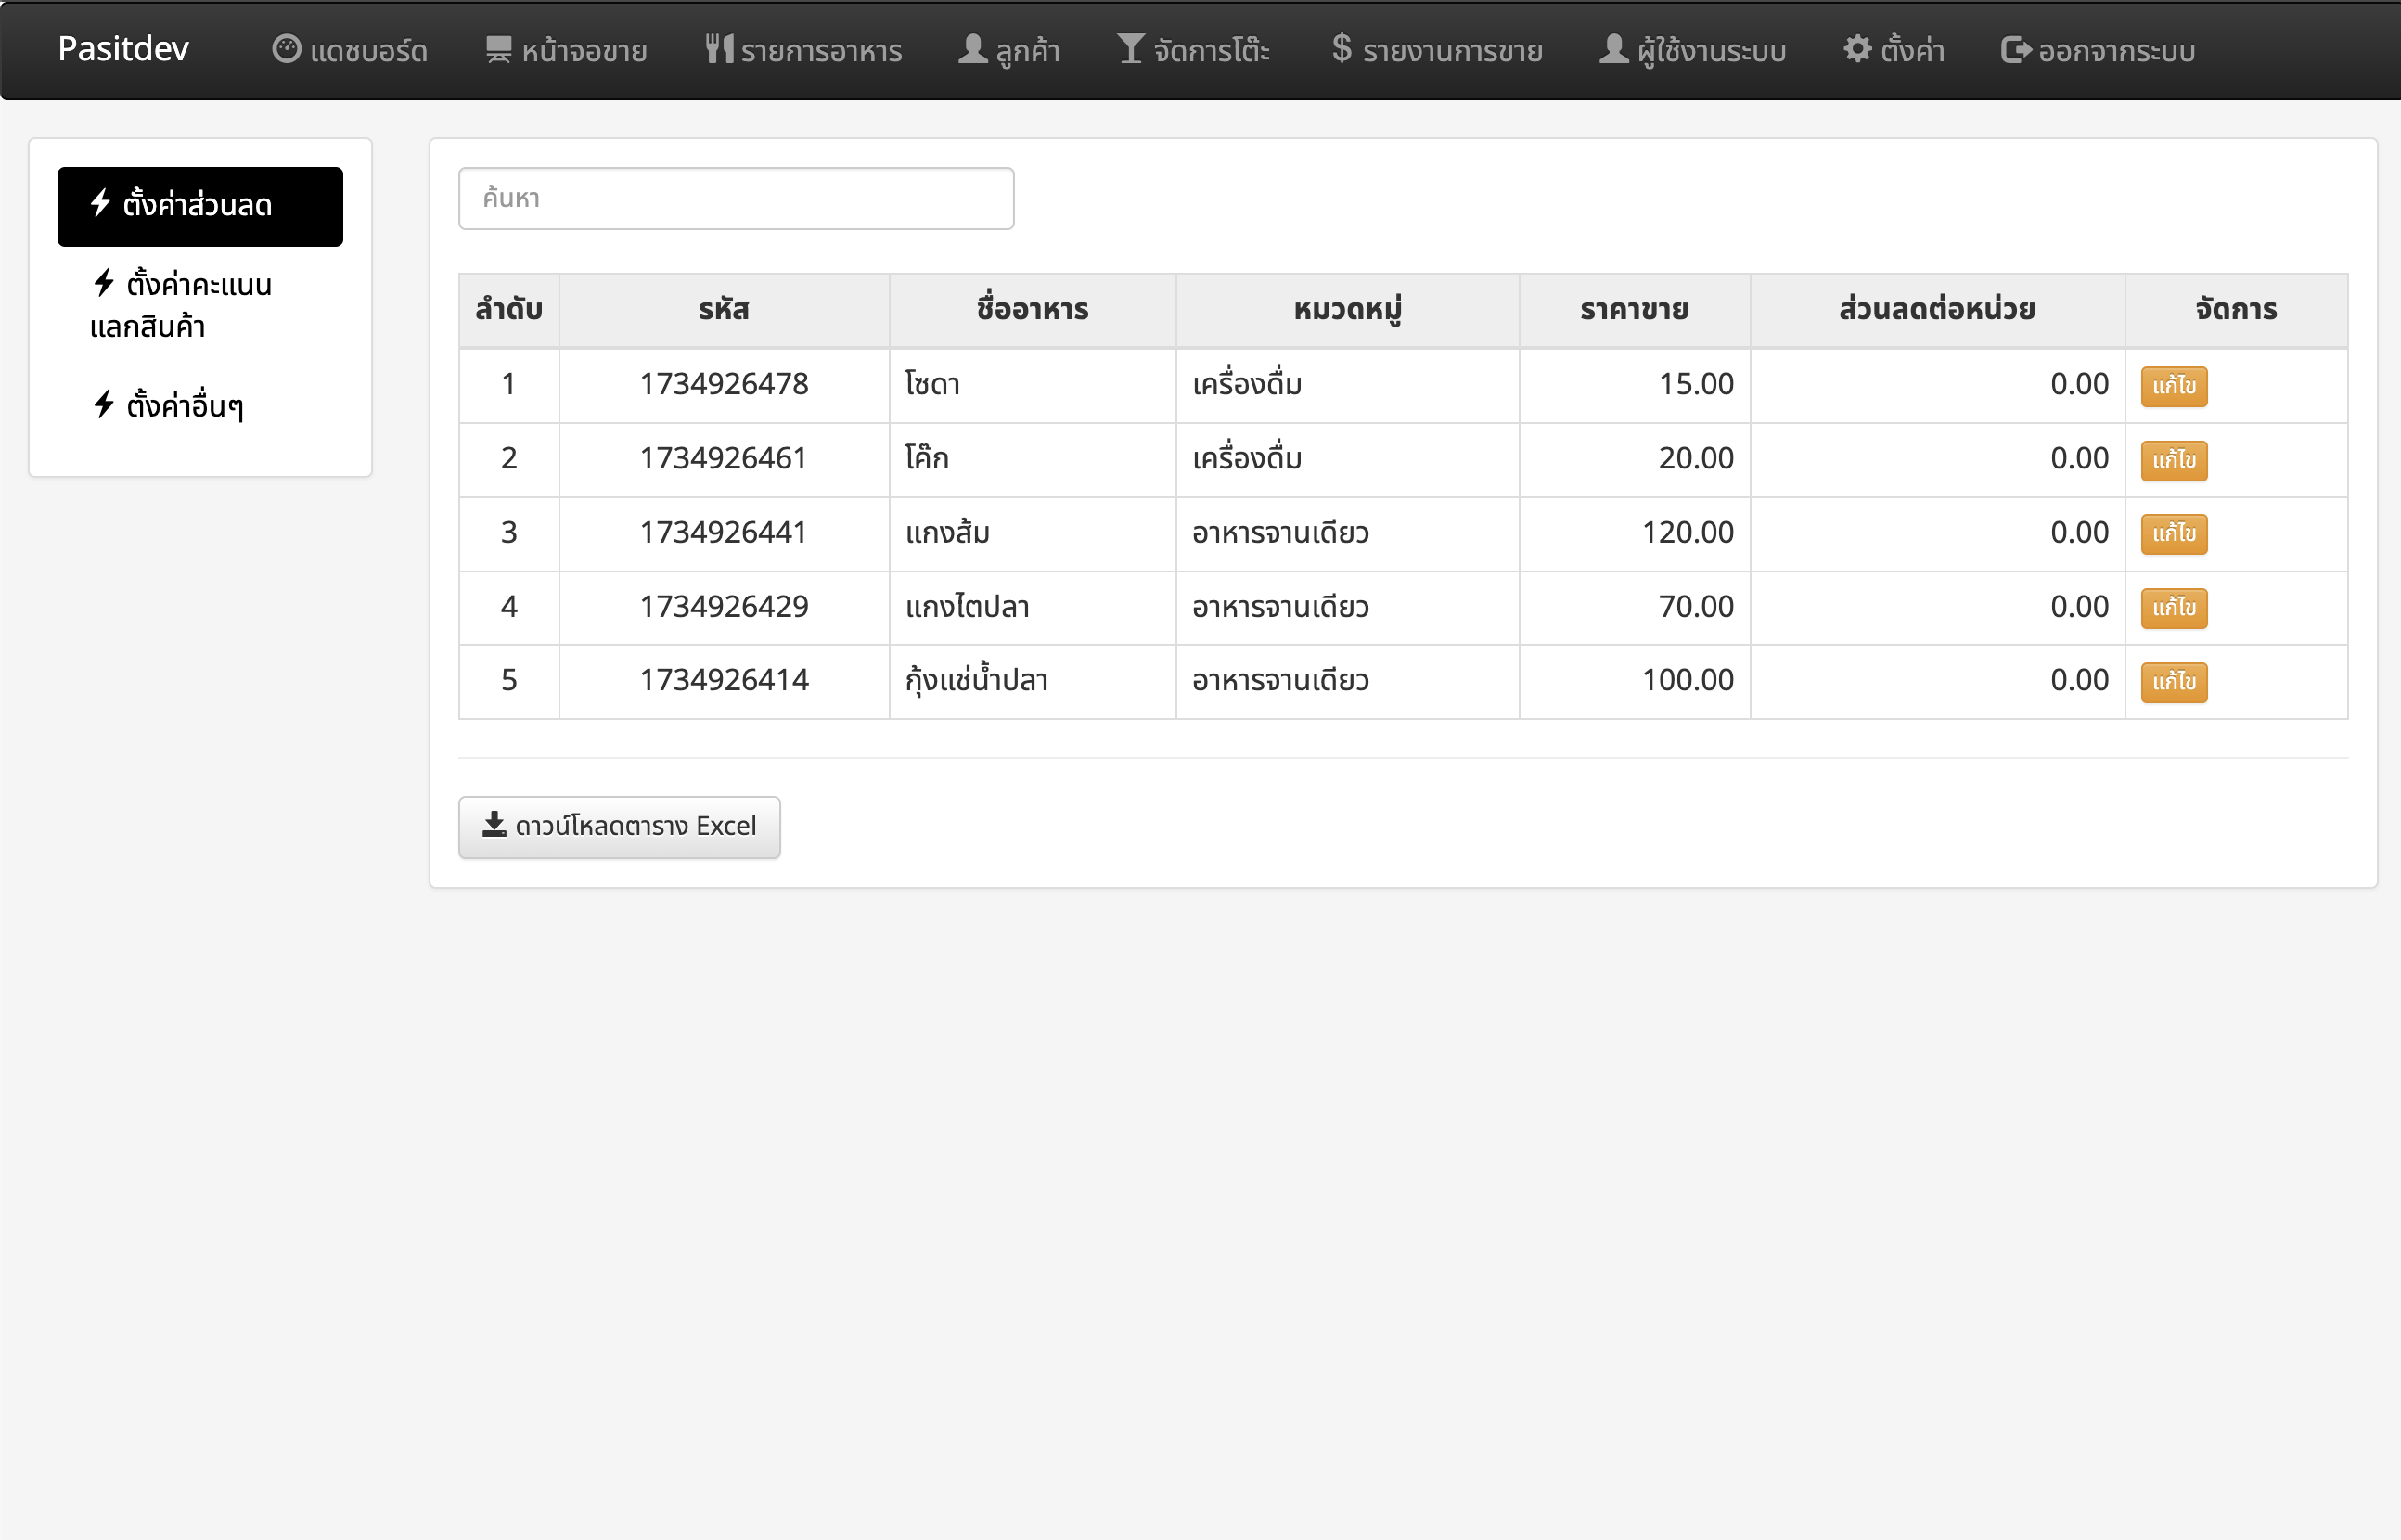 Pasitdev แดชบอร์ด หน้าจอขาย รายการอาหาร ลูกค้า จัดการโต๊ะ รายงานการขาย ผู้ใช้งานระบบ ตั้งค่า ออกจากระบบ
ตั้งค่าส่วนลด
ตั้งค่าคะแนน
แลกสินค้า
ตั้งค่าอื่นๆ
ค้นหา
ลำดับ รหัส ชื่ออาหาร หมวดหมู่ ราคาขาย ส่วนลดต่อหน่วย จัดการ
1 1734926478 โซดา เครื่องดื่ม 15.00 0.00 แก้ไข
2 1734926461 โค๊ก เครื่องดื่ม 20.00 0.00 แก้ไข
3 1734926441 แกงส้ม อาหารจานเดียว 120.00 0.00 แก้ไข
4 1734926429 แกงไตปลา อาหารจานเดียว 70.00 0.00 แก้ไข
5 1734926414 กุ้งแช่น้ำปลา อาหารจานเดียว 100.00 0.00 แก้ไข
ดาวน์โหลดตาราง Excel